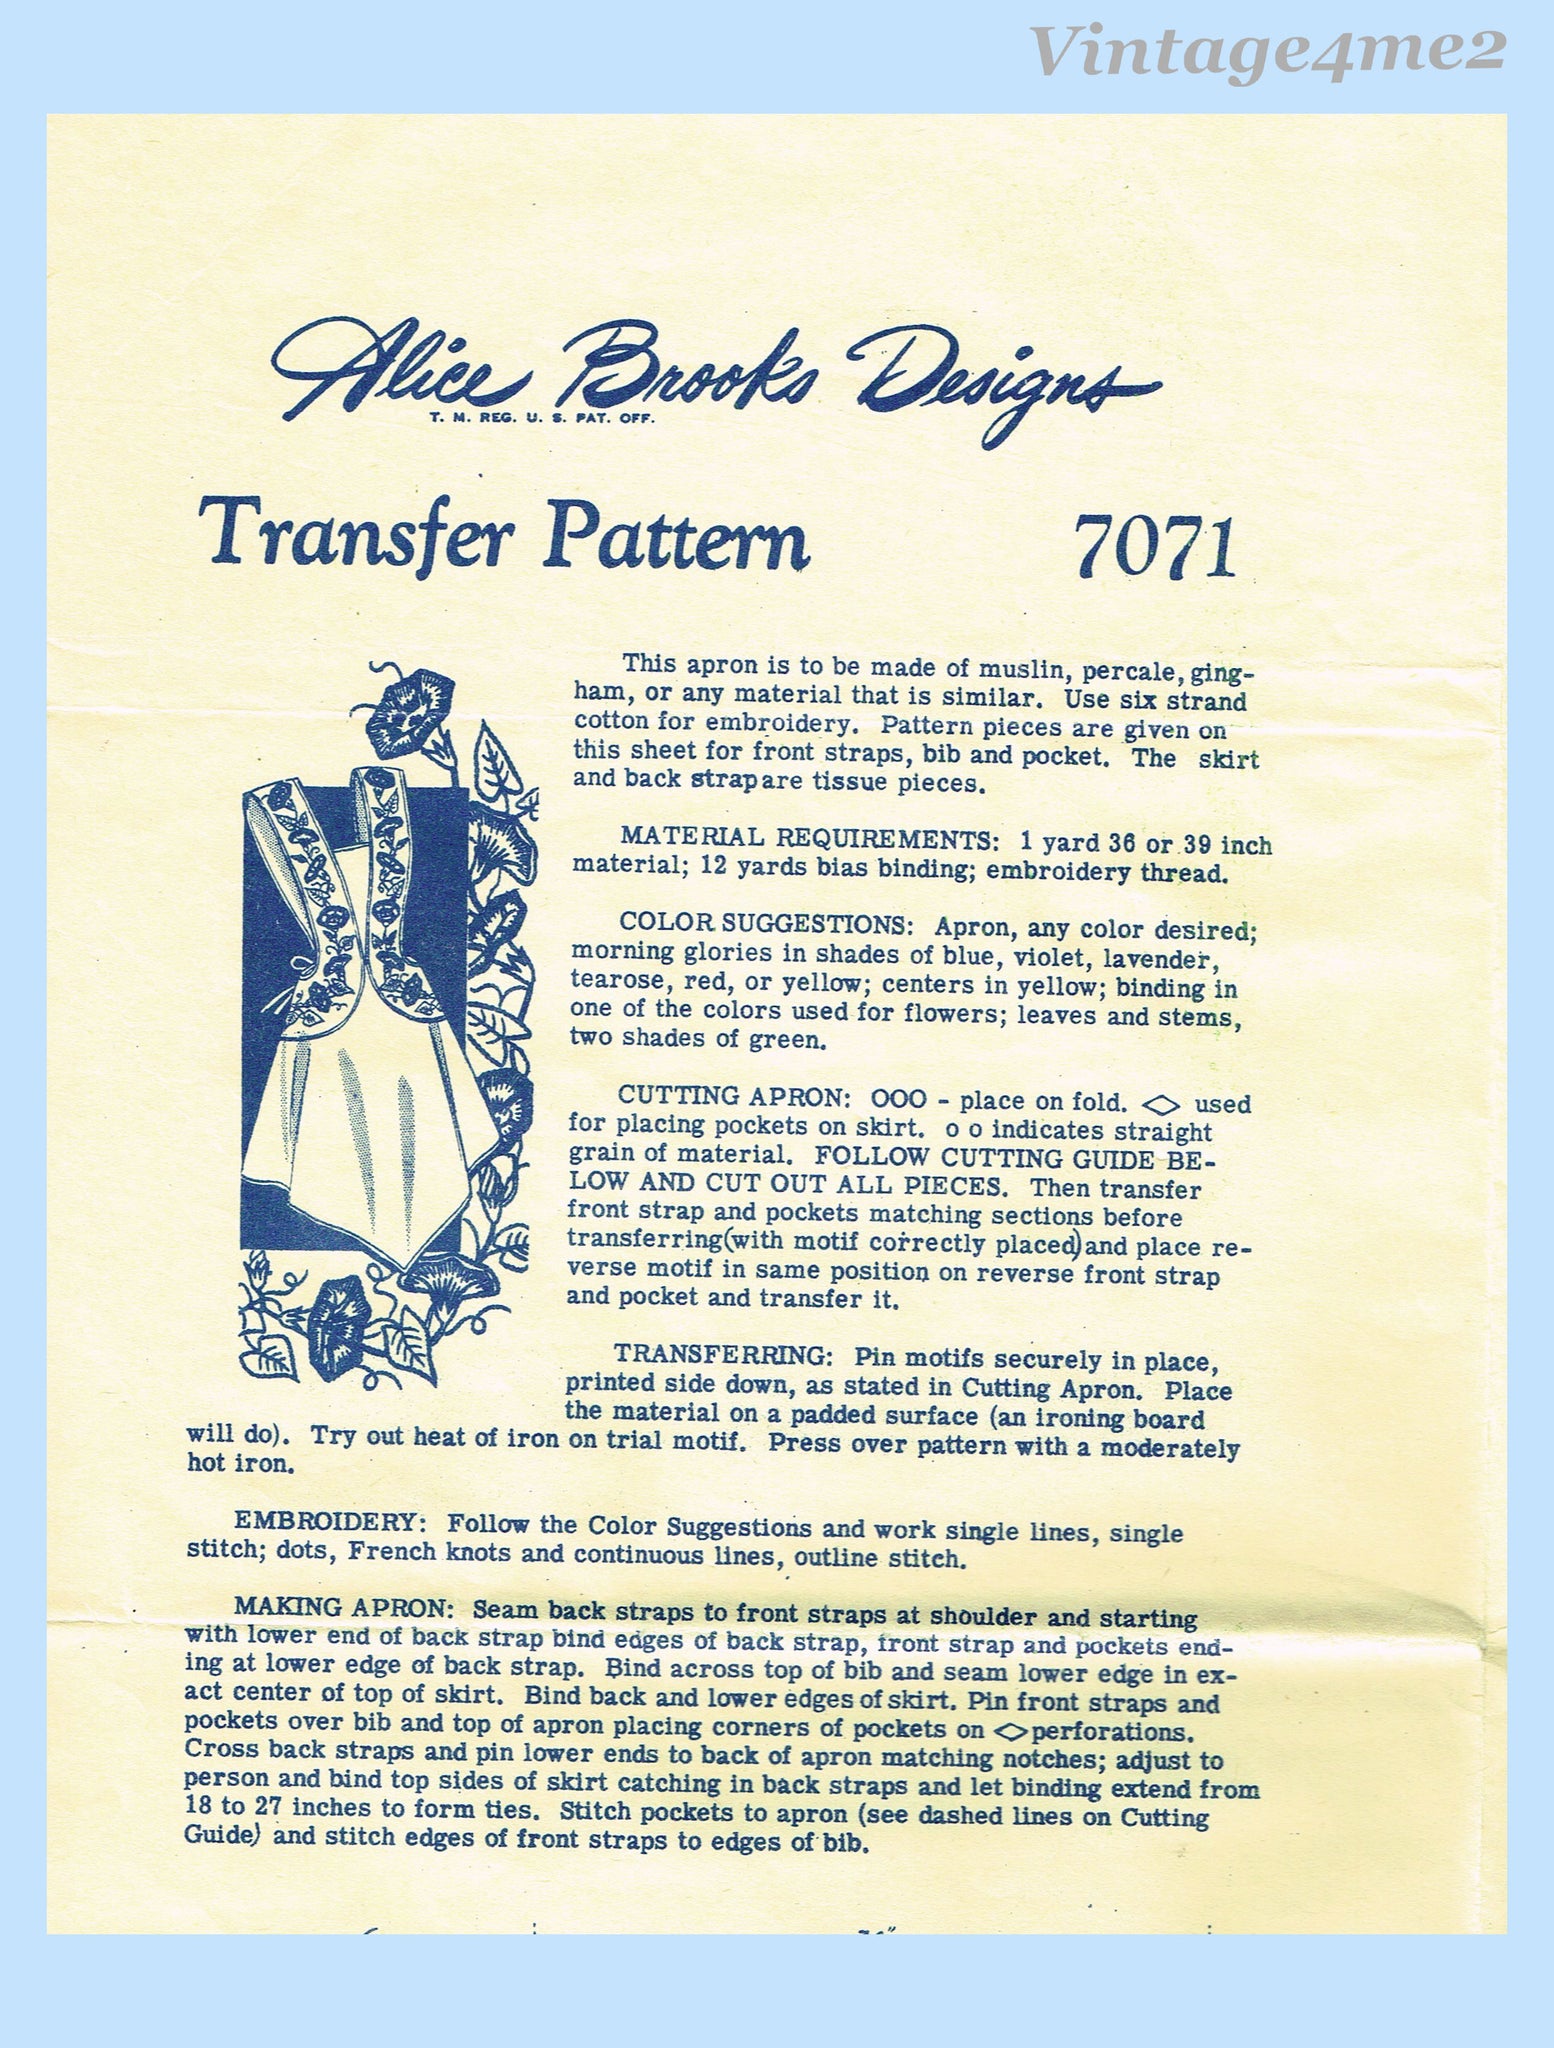 Vintage4me2
Alice Brooks Designs
T. M. REG. U. S. PAT. OFF.
Transfer Pattern 7071
This apron is to be made of muslin, percale, ging-
ham, or any material that is similar. Use six strand
cotton for embroidery. Pattern pieces are given on
this sheet for front straps, bib and pocket. The skirt
and back strap are tissue pieces.
MATERIAL REQUIREMENTS: 1 yard 36 or 39 inch
material; 12 yards bias binding; embroidery thread.
COLOR SUGGESTIONS: Apron, any color desired;
morning glories in shades of blue, violet, lavender,
tearose, red, or yellow; centers in yellow; binding in
one of the colors used for flowers; leaves and stems,
two shades of green.
CUTTING APRON: OOO - place on fold. ◇ used
for placing pockets on skirt. o o indicates straight
grain of material. FOLLOW CUTTING GUIDE BE-
LOW AND CUT OUT ALL PIECES. Then transfer
front strap and pockets matching sections before
transferring(with motif correctly placed)and place re-
verse motif in same position on reverse front strap
and pocket and transfer it.
TRANSFERRING: Pin motifs securely in place,
printed side down, as stated in Cutting Apron. Place
the material on a padded surface (an ironing board
will do). Try out heat of iron on trial motif. Press over pattern with a moderately
hot iron.
EMBROIDERY: Follow the Color Suggestions and work single lines, single
stitch; dots, French knots and continuous lines, outline stitch.
MAKING APRON: Seam back straps to front straps at shoulder and starting
with lower end of back strap bind edges of back strap, front strap and pockets end-
ing at lower edge of back strap. Bind across top of bib and seam lower edge in ex-
act center of top of skirt. Bind back and lower edges of skirt. Pin front straps and
pockets over bib and top of apron placing corners of pockets on ◇ perforations.
Cross back straps and pin lower ends to back of apron matching notches; adjust to
person and bind top sides of skirt catching in back straps and let binding extend from
18 to 27 inches to form ties. Stitch pockets to apron (see dashed lines on Cutting
Guide) and stitch edges of front straps to edges of bib.